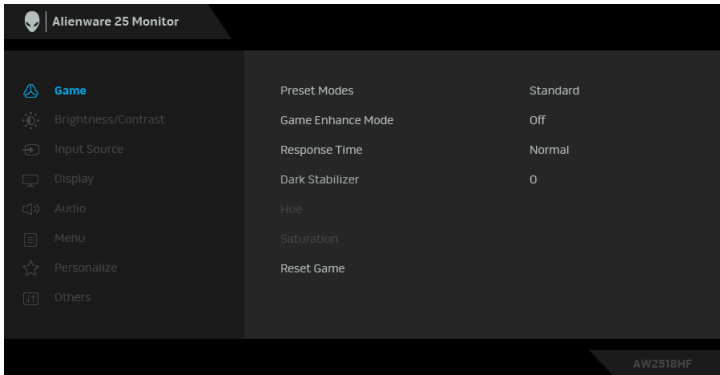 Alienware 25 Monitor
Game
Preset Modes Standard
Brightness/Contrast
Game Enhance Mode Off
Input Source
Response Time Normal
Display
Dark Stabilizer 0
Audio
Hue
Menu
Saturation
Personalize
Reset Game
Others
AW2518HF